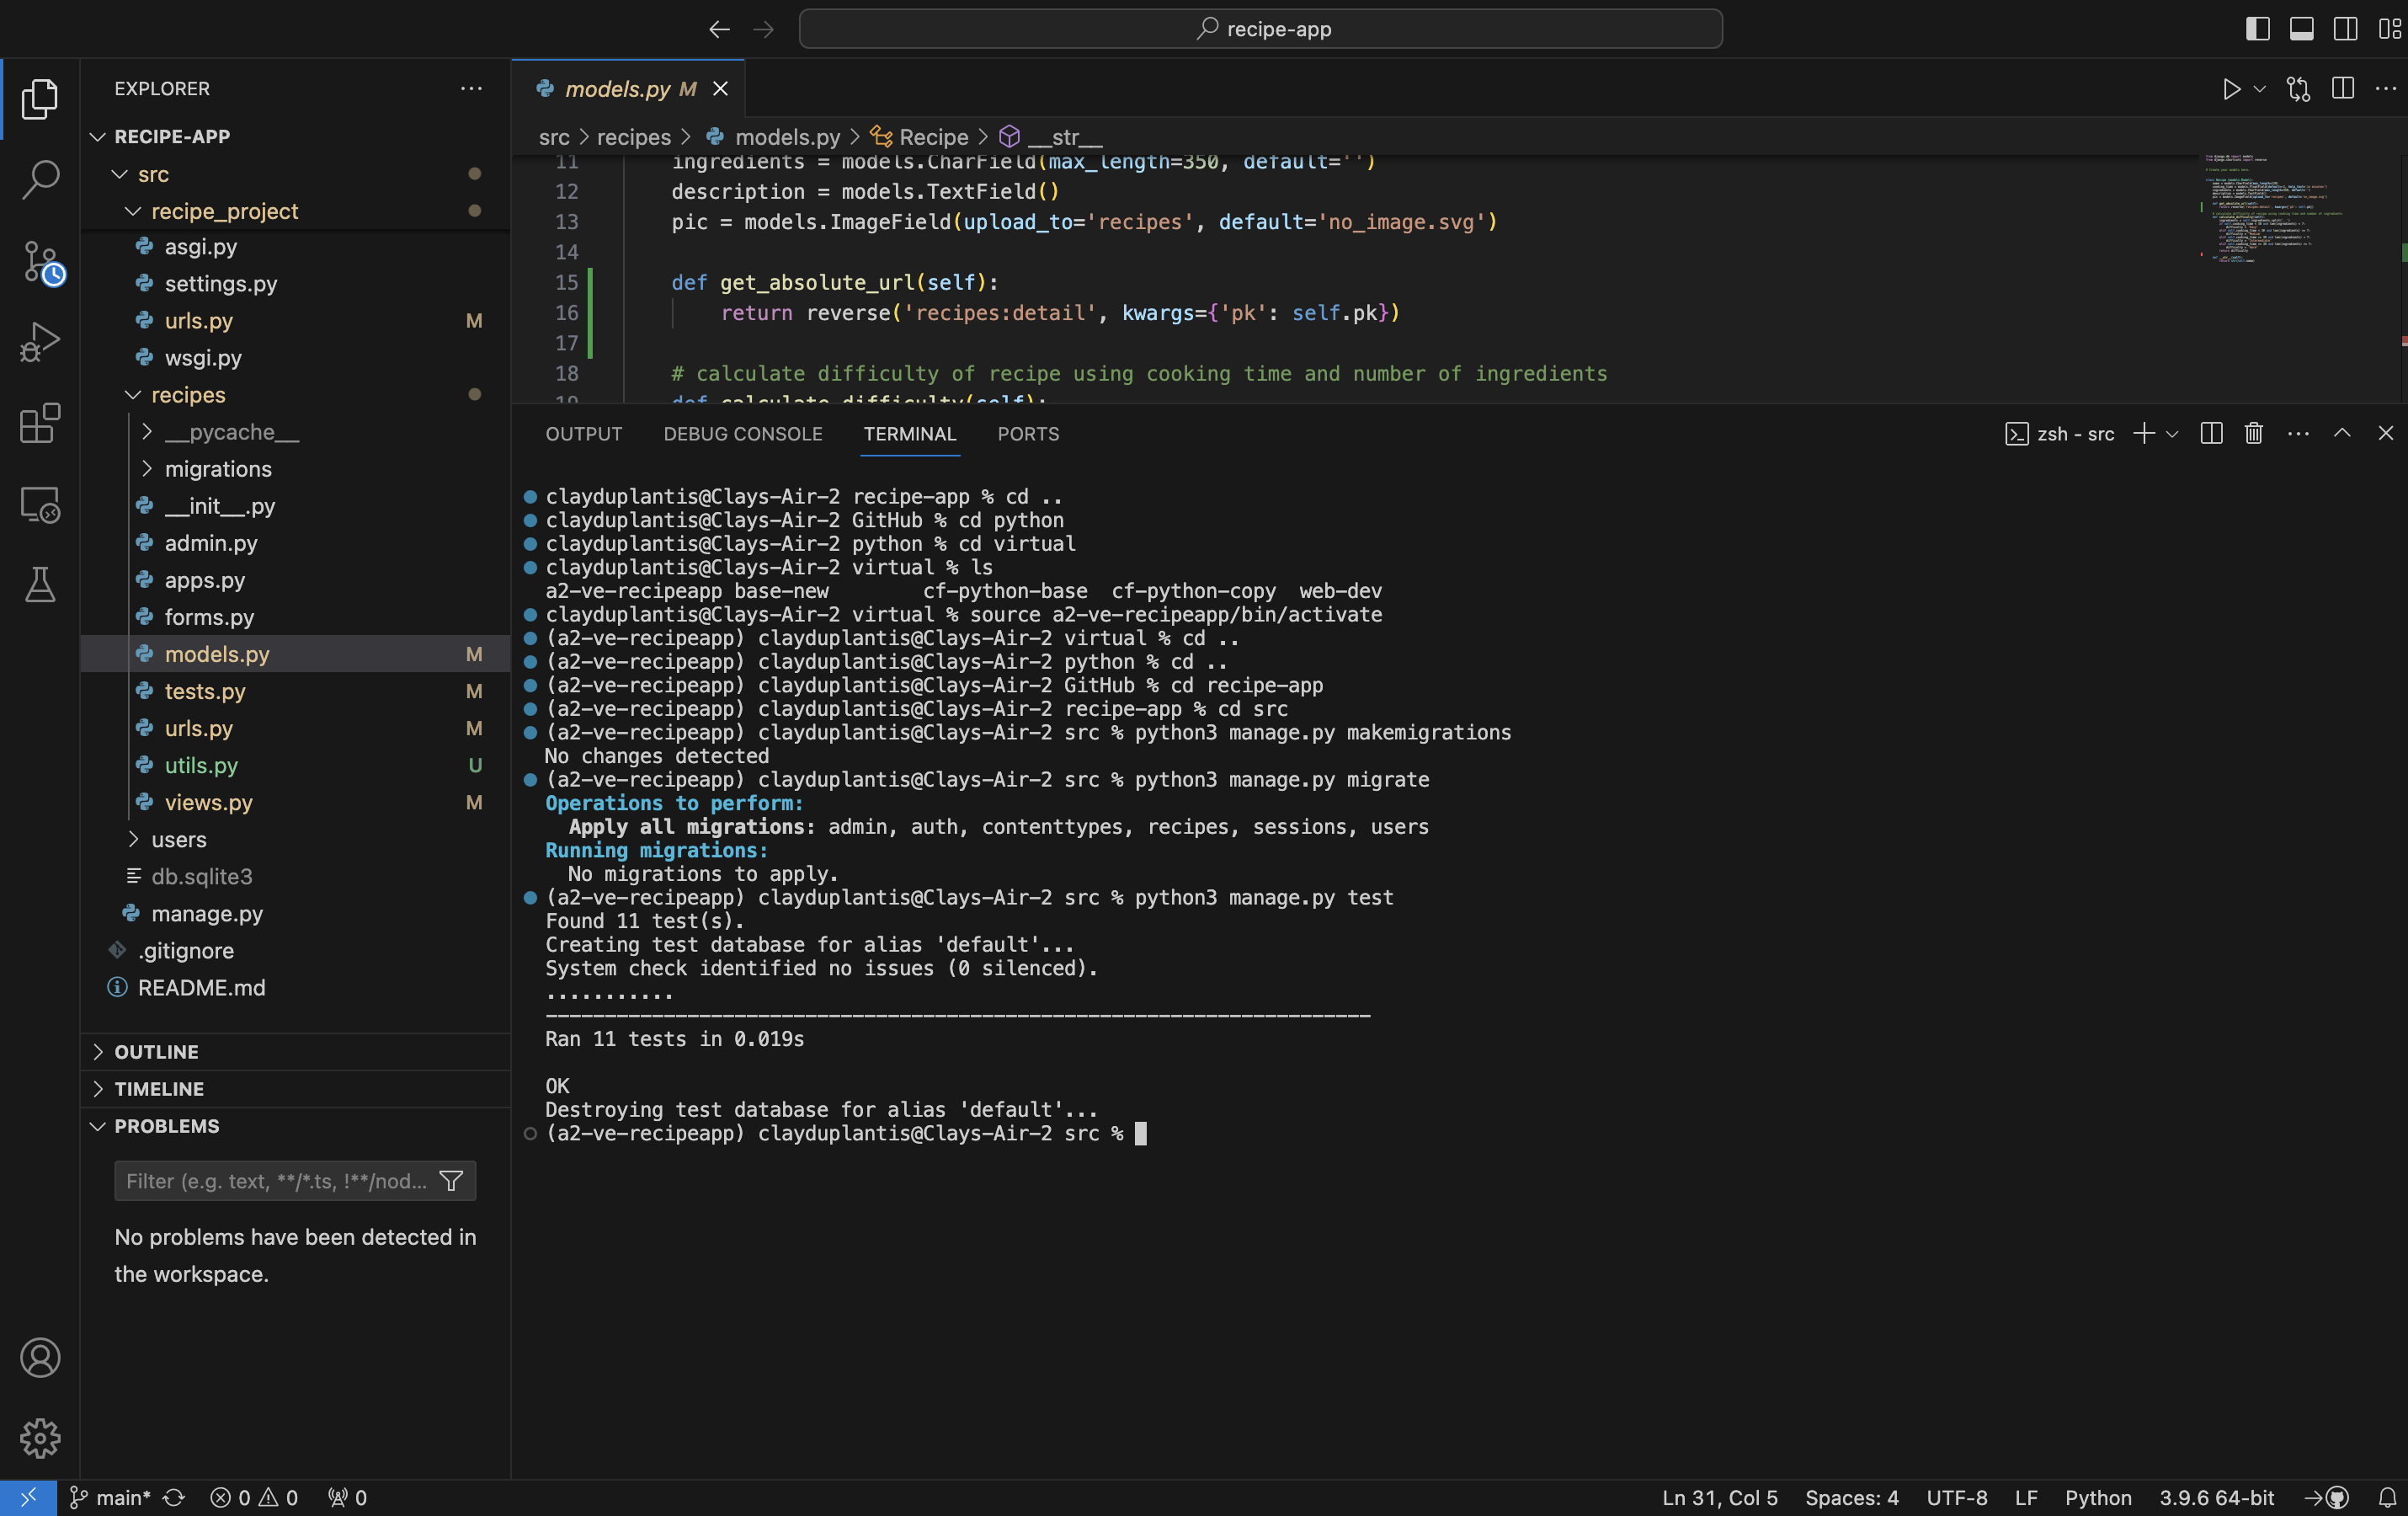 recipe-app
EXPLORER
RECIPE-APP
src
recipe_project
asgi.py
settings.py
urls.py M
wsgi.py
recipes
__pycache__
migrations
__init__.py
admin.py
apps.py
forms.py
models.py M
tests.py M
urls.py M
utils.py U
views.py M
users
db.sqlite3
manage.py
.gitignore
README.md
OUTLINE
TIMELINE
PROBLEMS
Filter (e.g. text, **/*.ts, !**/nod...
No problems have been detected in
the workspace.
models.py M
src > recipes > models.py > Recipe > __str__
11 ingredients = models.CharField(max_length=350, default='')
12 description = models.TextField()
13 pic = models.ImageField(upload_to='recipes', default='no_image.svg')
14
15 def get_absolute_url(self):
16 return reverse('recipes:detail', kwargs={'pk': self.pk})
17
18 # calculate difficulty of recipe using cooking time and number of ingredients
19 def calculate_difficulty(self):
OUTPUT DEBUG CONSOLE TERMINAL PORTS
zsh - src
clayduplantis@Clays-Air-2 recipe-app % cd ..
clayduplantis@Clays-Air-2 GitHub % cd python
clayduplantis@Clays-Air-2 python % cd virtual
clayduplantis@Clays-Air-2 virtual % ls
a2-ve-recipeapp base-new cf-python-base cf-python-copy web-dev
clayduplantis@Clays-Air-2 virtual % source a2-ve-recipeapp/bin/activate
(a2-ve-recipeapp) clayduplantis@Clays-Air-2 virtual % cd ..
(a2-ve-recipeapp) clayduplantis@Clays-Air-2 python % cd ..
(a2-ve-recipeapp) clayduplantis@Clays-Air-2 GitHub % cd recipe-app
(a2-ve-recipeapp) clayduplantis@Clays-Air-2 recipe-app % cd src
(a2-ve-recipeapp) clayduplantis@Clays-Air-2 src % python3 manage.py makemigrations
No changes detected
(a2-ve-recipeapp) clayduplantis@Clays-Air-2 src % python3 manage.py migrate
Operations to perform:
Apply all migrations: admin, auth, contenttypes, recipes, sessions, users
Running migrations:
No migrations to apply.
(a2-ve-recipeapp) clayduplantis@Clays-Air-2 src % python3 manage.py test
Found 11 test(s).
Creating test database for alias 'default'...
System check identified no issues (0 silenced).
...........
----------------------------------------------------------------------
Ran 11 tests in 0.019s
OK
Destroying test database for alias 'default'...
(a2-ve-recipeapp) clayduplantis@Clays-Air-2 src %
main* 0 0 0
Ln 31, Col 5 Spaces: 4 UTF-8 LF Python 3.9.6 64-bit